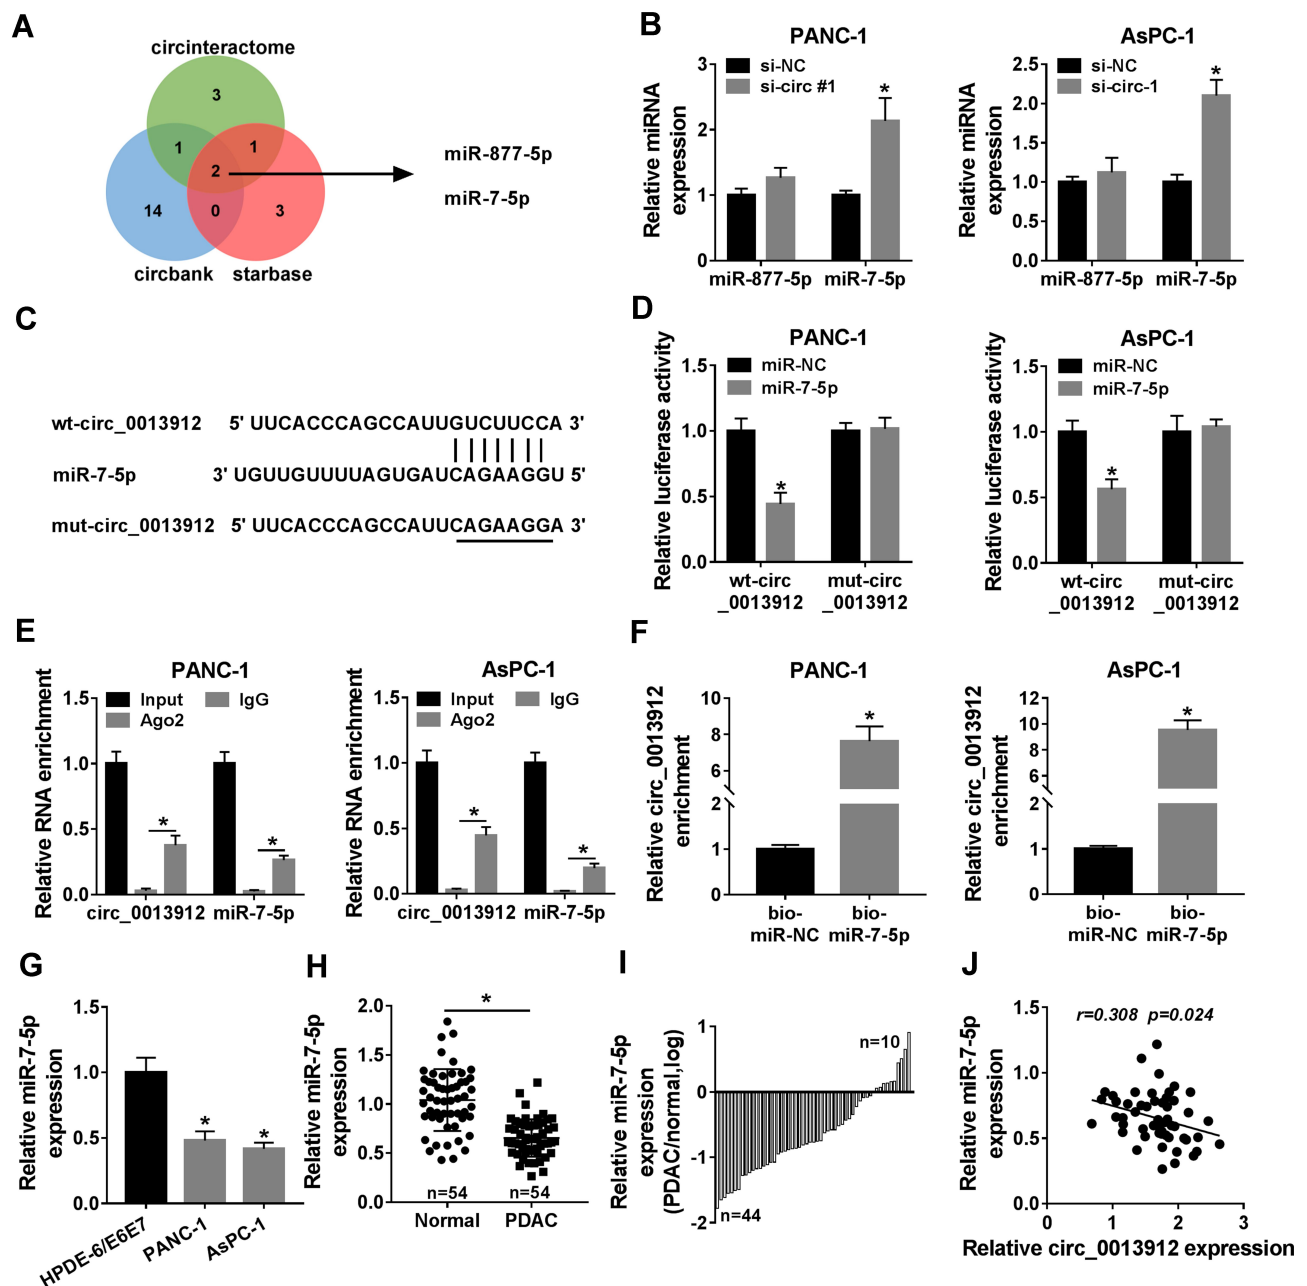 A
circinteractome
3
1
1
2
14
0
3
circbank
starbase
miR-877-5p
miR-7-5p
B
PANC-1
si-NC
si-circ #1
Relative miRNA
expression
3
2
1
0
*
miR-877-5p
miR-7-5p
AsPC-1
si-NC
si-circ-1
Relative miRNA
expression
2.5
2.0
1.5
1.0
0.5
0.0
*
miR-877-5p
miR-7-5p
C
wt-circ_0013912 5' UUCACCCAGCCAUUGUCUUCCA 3'
miR-7-5p 3' UGUUGUUUUAGUGAUCAGAAGGU 5'
mut-circ_0013912 5' UUCACCCAGCCAUUCAGAAGGA 3'
D
PANC-1
miR-NC
miR-7-5p
Relative luciferase activity
1.5
1.0
0.5
0.0
*
wt-circ
_0013912
mut-circ
_0013912
AsPC-1
miR-NC
miR-7-5p
Relative luciferase activity
1.5
1.0
0.5
0.0
*
wt-circ
_0013912
mut-circ
_0013912
E
PANC-1
Input
IgG
Ago2
Relative RNA enrichment
1.5
1.0
0.5
0.0
*
*
circ_0013912
miR-7-5p
AsPC-1
Input
IgG
Ago2
Relative RNA enrichment
1.5
1.0
0.5
0.0
*
*
circ_0013912
miR-7-5p
F
PANC-1
Relative circ_0013912
enrichment
10
8
6
2
1
0
*
bio-
miR-NC
bio-
miR-7-5p
AsPC-1
Relative circ_0013912
enrichment
12
10
8
6
2
1
0
*
bio-
miR-NC
bio-
miR-7-5p
G
Relative miR-7-5p
expression
1.5
1.0
0.5
0.0
*
*
HPDE-6/E6E7
PANC-1
AsPC-1
H
Relative miR-7-5p
expression
2.0
1.5
1.0
0.5
0.0
*
n=54
n=54
Normal
PDAC
I
Relative miR-7-5p
expression
(PDAC/normal,log)
1
0
-1
-2
n=10
n=44
J
Relative miR-7-5p
expression
1.5
1.0
0.5
0.0
r=0.308 p=0.024
0
1
2
3
Relative circ_0013912 expression